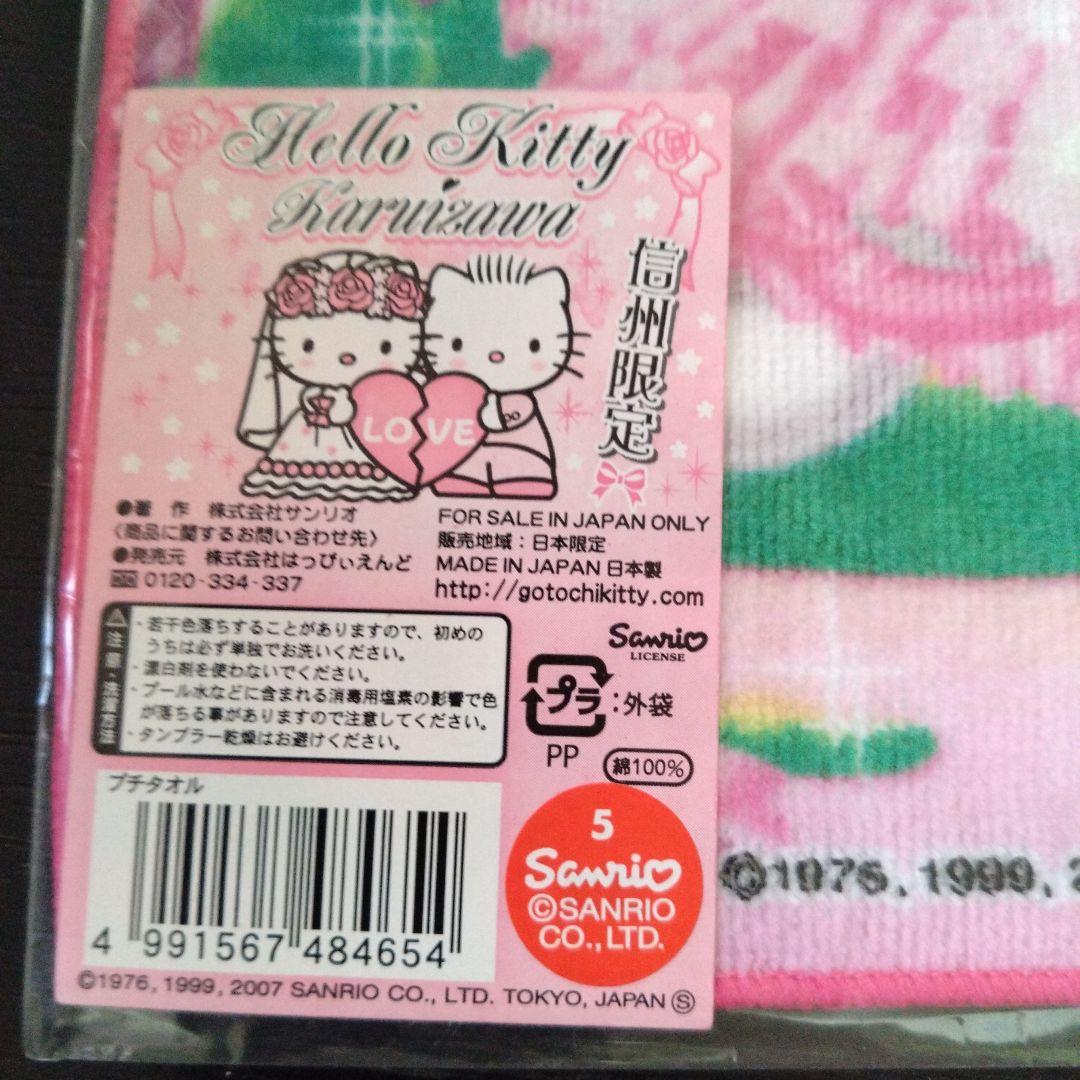 Hello Kitty
Karuizawa
信州限定
LOVE
●著 作 株式会社サンリオ
〈商品に関するお問い合わせ先〉
●発売元 株式会社はっぴぃえんど
0120-334-337
FOR SALE IN JAPAN ONLY
販売地域：日本限定
MADE IN JAPAN 日本製
http://gotochikitty.com
注意・洗濯方法
・若干色落ちすることがありますので、初めの
うちは必ず単独でお洗いください。
・漂白剤を使わないでください。
・プール水などに含まれる消毒用塩素の影響で色
が落ちる事がありますので注意してください。
・タンブラー乾燥はお避けください。
Sanrio
LICENSE
プラ：外袋
PP
綿100%
プチタオル
4 991567 484654
5
Sanrio
©SANRIO
CO., LTD.
©1976, 1999, 2007 SANRIO CO., LTD. TOKYO, JAPAN Ⓢ
©1976, 1999,